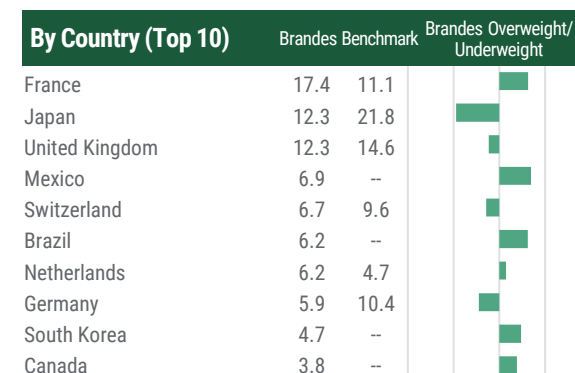 By Country (Top 10) Brandes Benchmark Brandes Overweight/
Underweight
France 17.4 11.1
Japan 12.3 21.8
United Kingdom 12.3 14.6
Mexico 6.9 --
Switzerland 6.7 9.6
Brazil 6.2 --
Netherlands 6.2 4.7
Germany 5.9 10.4
South Korea 4.7 --
Canada 3.8 --